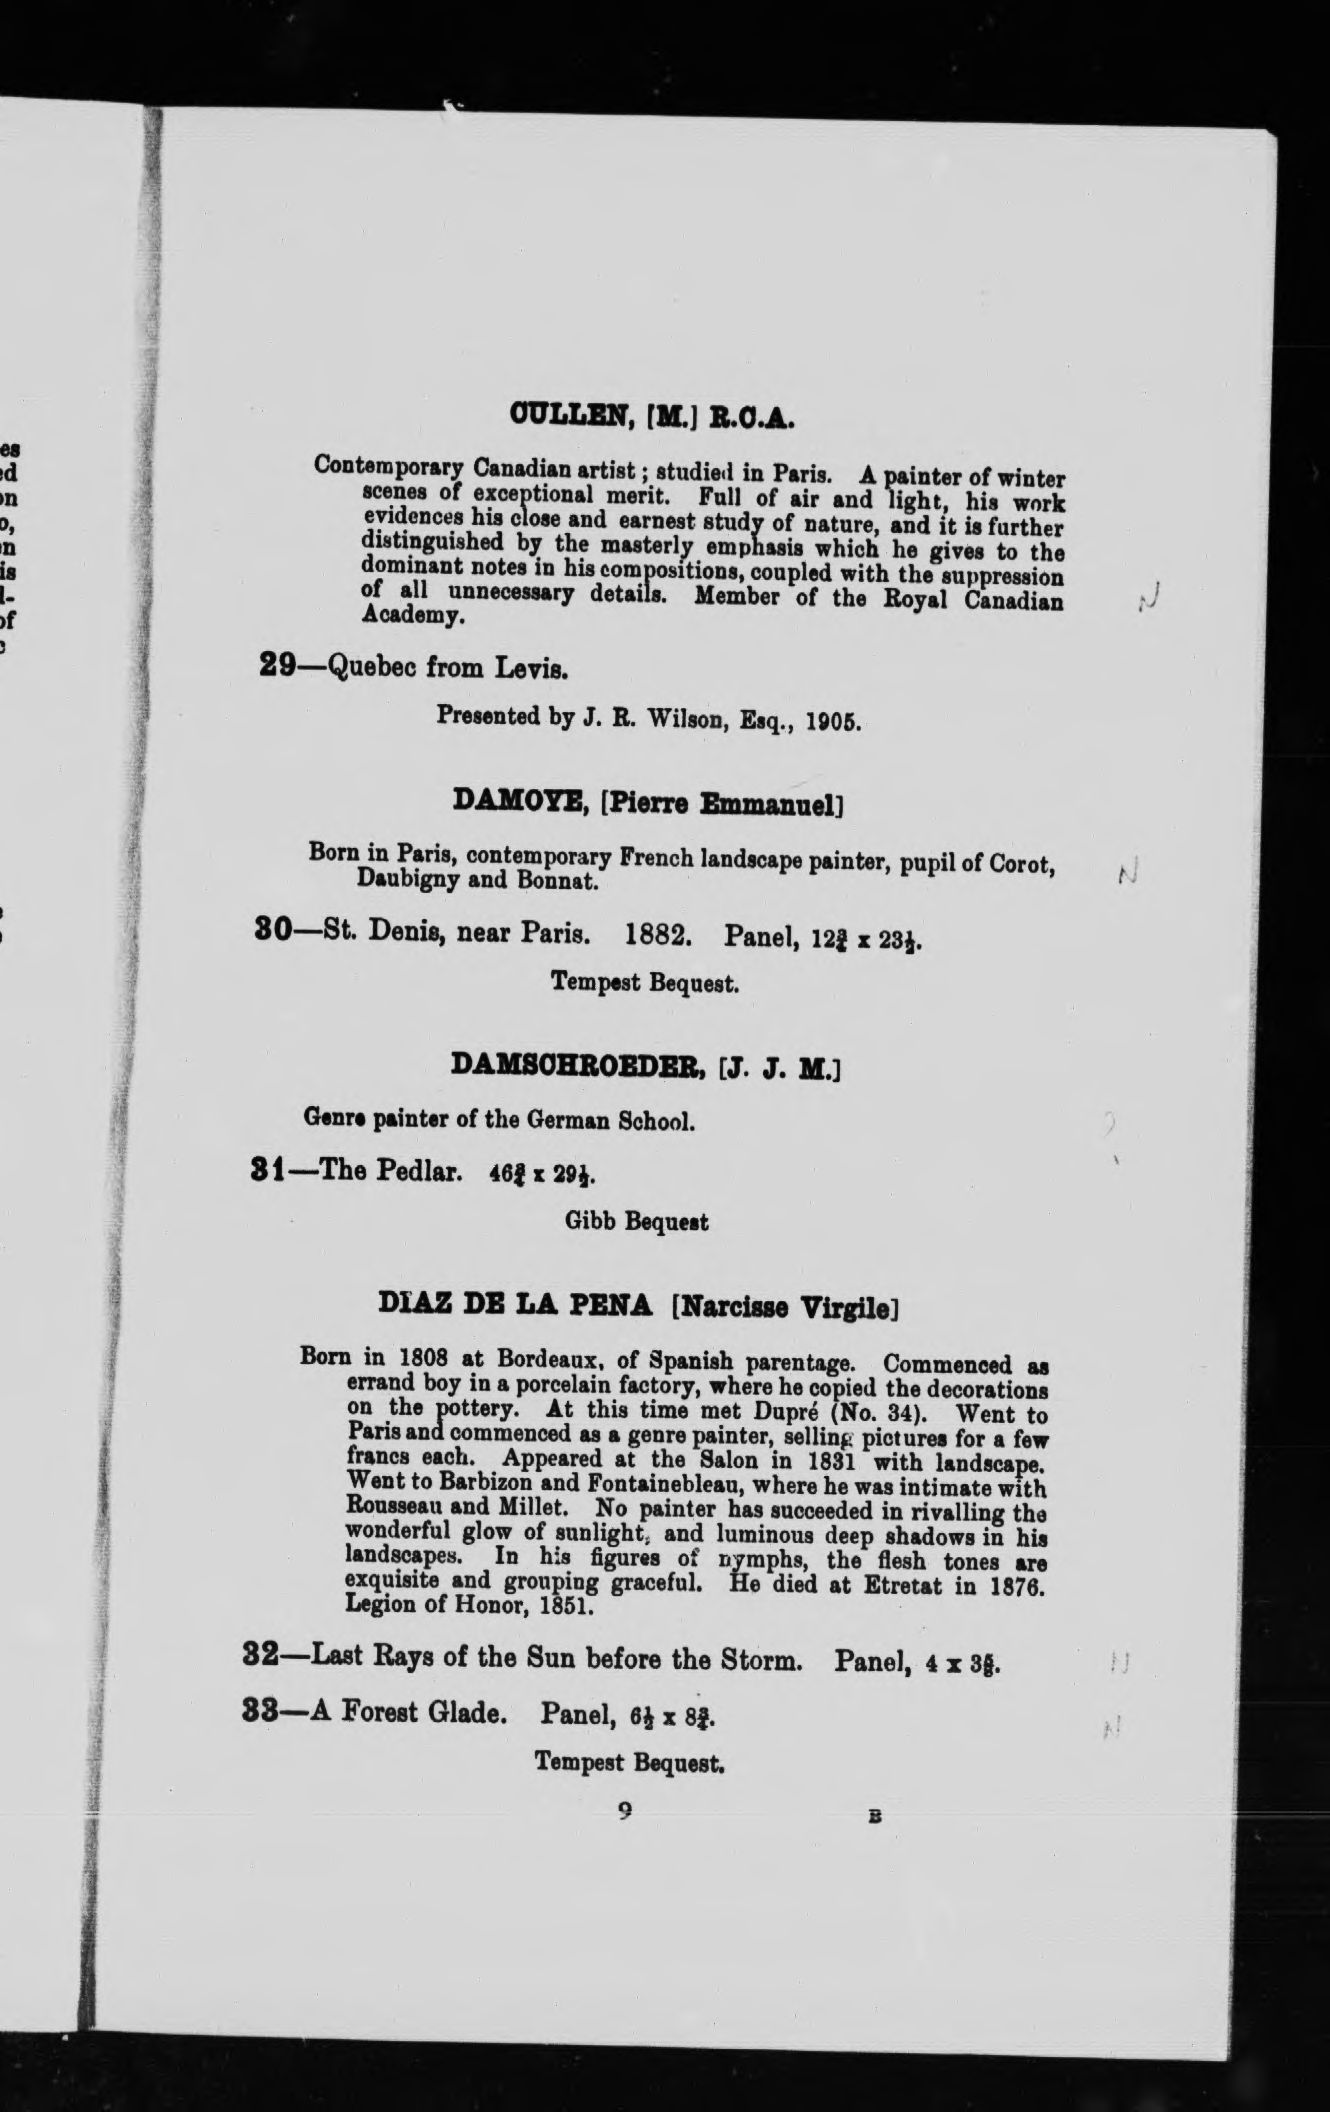 CULLEN, [M.] R.C.A.
Contemporary Canadian artist; studied in Paris. A painter of winter
scenes of exceptional merit. Full of air and light, his work
evidences his close and earnest study of nature, and it is further
distinguished by the masterly emphasis which he gives to the
dominant notes in his compositions, coupled with the suppression
of all unnecessary details. Member of the Royal Canadian
Academy.
N
29—Quebec from Levis.
Presented by J. R. Wilson, Esq., 1905.
DAMOYE, [Pierre Emmanuel]
Born in Paris, contemporary French landscape painter, pupil of Corot,
Daubigny and Bonnat.
N
30—St. Denis, near Paris. 1882. Panel, 12¾ x 23½.
Tempest Bequest.
DAMSCHROEDER, [J. J. M.]
Genre painter of the German School.
31—The Pedlar. 46¾ x 29½.
Gibb Bequest
DIAZ DE LA PENA [Narcisse Virgile]
Born in 1808 at Bordeaux, of Spanish parentage. Commenced as
errand boy in a porcelain factory, where he copied the decorations
on the pottery. At this time met Dupré (No. 34). Went to
Paris and commenced as a genre painter, selling pictures for a few
francs each. Appeared at the Salon in 1831 with landscape.
Went to Barbizon and Fontainebleau, where he was intimate with
Rousseau and Millet. No painter has succeeded in rivalling the
wonderful glow of sunlight, and luminous deep shadows in his
landscapes. In his figures of nymphs, the flesh tones are
exquisite and grouping graceful. He died at Etretat in 1876.
Legion of Honor, 1851.
32—Last Rays of the Sun before the Storm. Panel, 4 x 3⅝.
N
33—A Forest Glade. Panel, 6½ x 8¾.
N
Tempest Bequest.
9 B